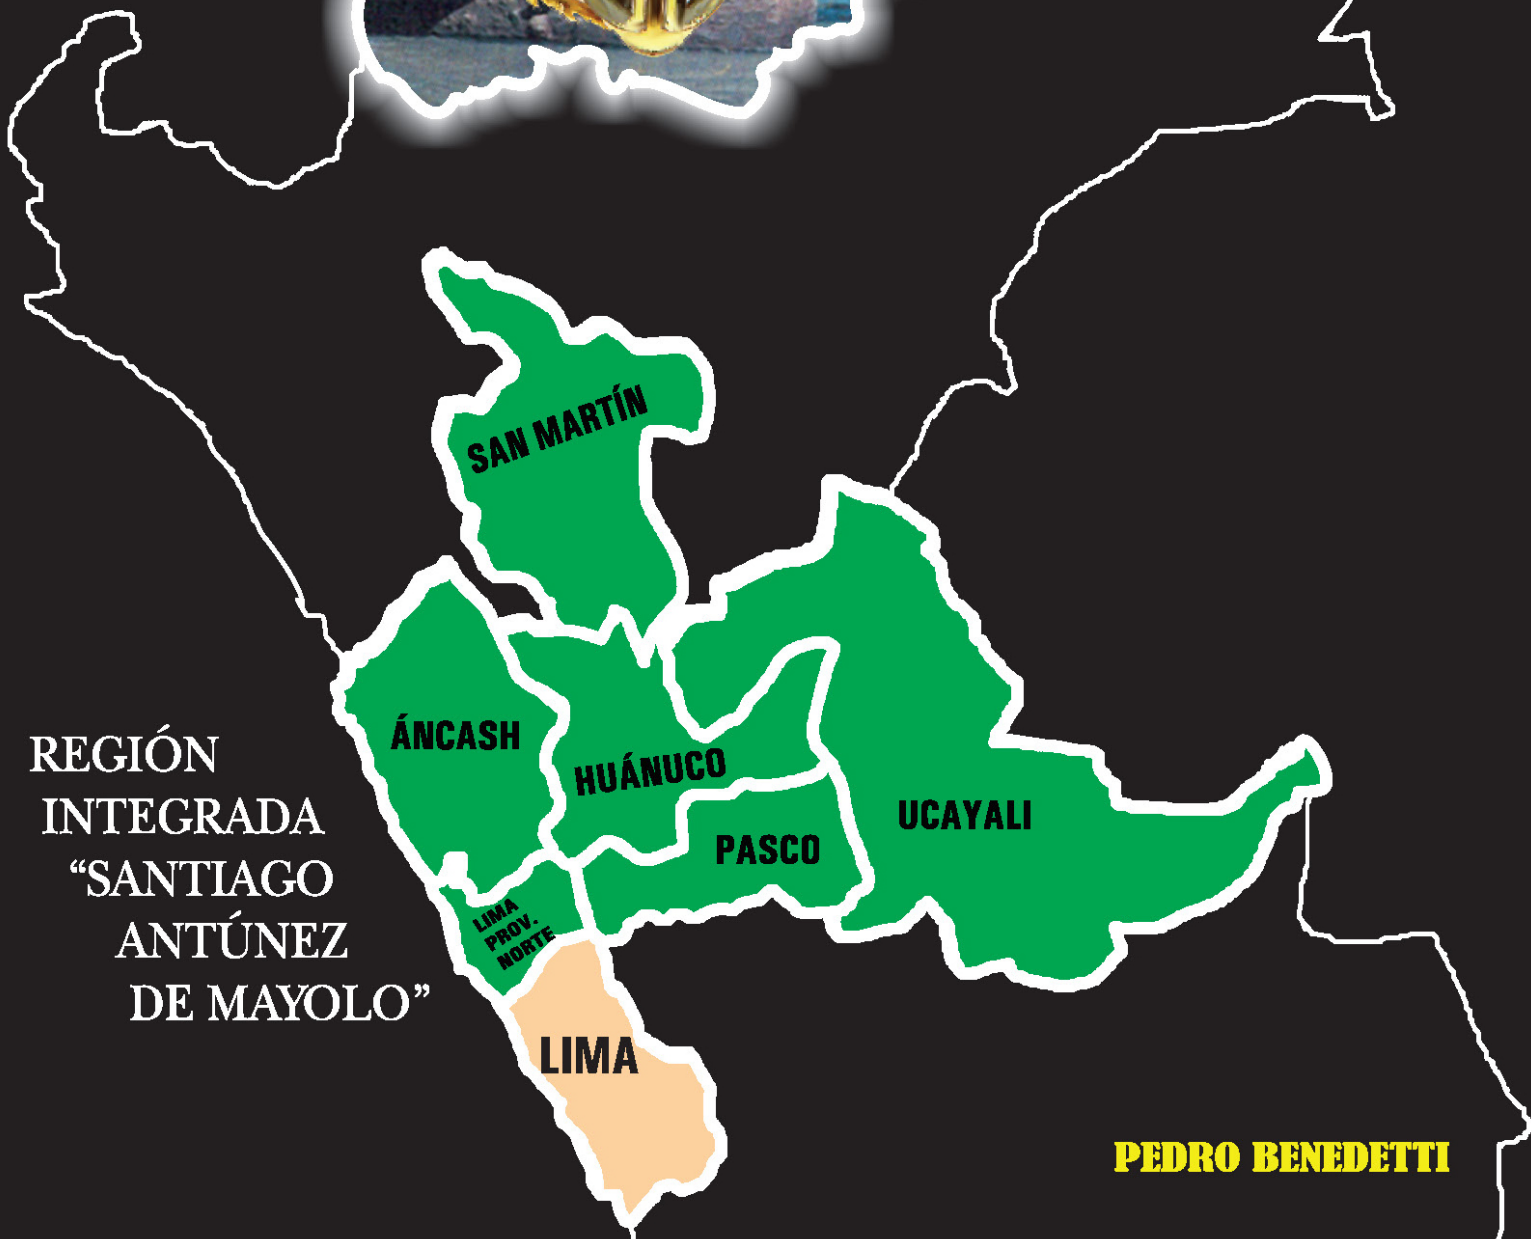 SAN MARTÍN
ÁNCASH
HUÁNUCO
UCAYALI
PASCO
LIMA
PROV.
NORTE
LIMA
REGIÓN
INTEGRADA
“SANTIAGO
ANTÚNEZ
DE MAYOLO”
PEDRO BENEDETTI